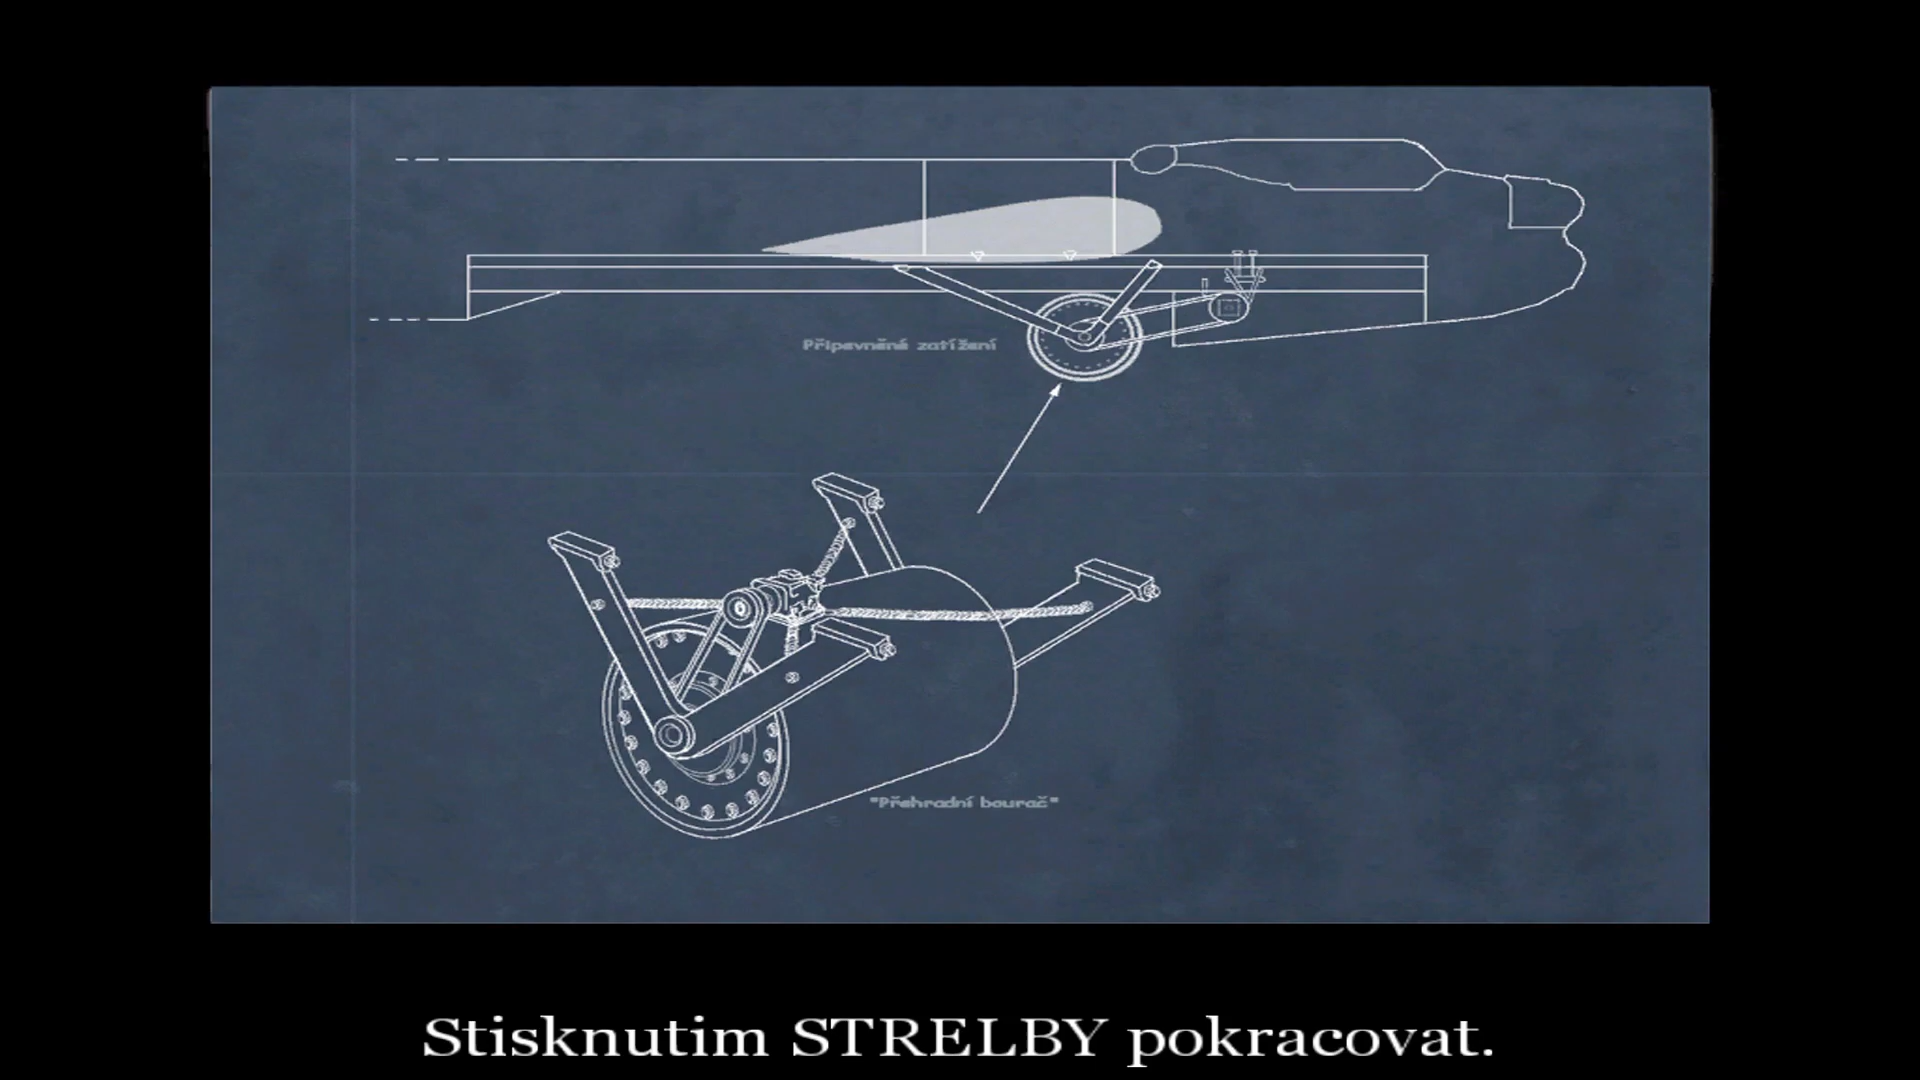 Připevněné zatížení
"Přehradní bourač"
Stisknutim STRELBY pokracovat.